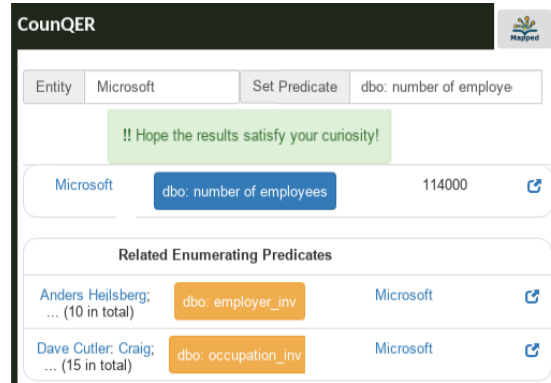 CounQER
Mapped
Entity Microsoft Set Predicate dbo: number of employe
!! Hope the results satisfy your curiosity!
Microsoft dbo: number of employees 114000
Related Enumerating Predicates
Anders Hejlsberg; dbo: employer_inv Microsoft
... (10 in total)
Dave Cutler: Craig; dbo: occupation_inv Microsoft
... (15 in total)